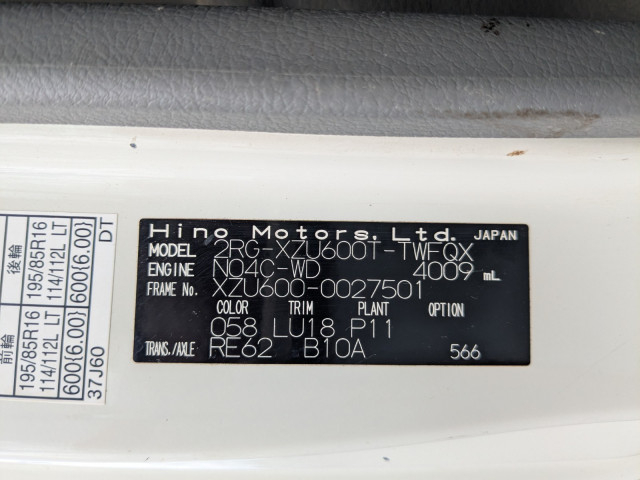 Hino Motors, Ltd. JAPAN
MODEL 2RG-XZU600T-TWFQX
ENGINE N04C-WD 4009 mL
FRAME No. XZU600-0027501
COLOR TRIM PLANT OPTION
058 LU18 P11
TRANS./AXLE RE62 B10A 566
前輪 後輪
195/85R16 195/85R16
114/112L LT 114/112L LT
600{6.00} 600{6.00}
37J60 DT